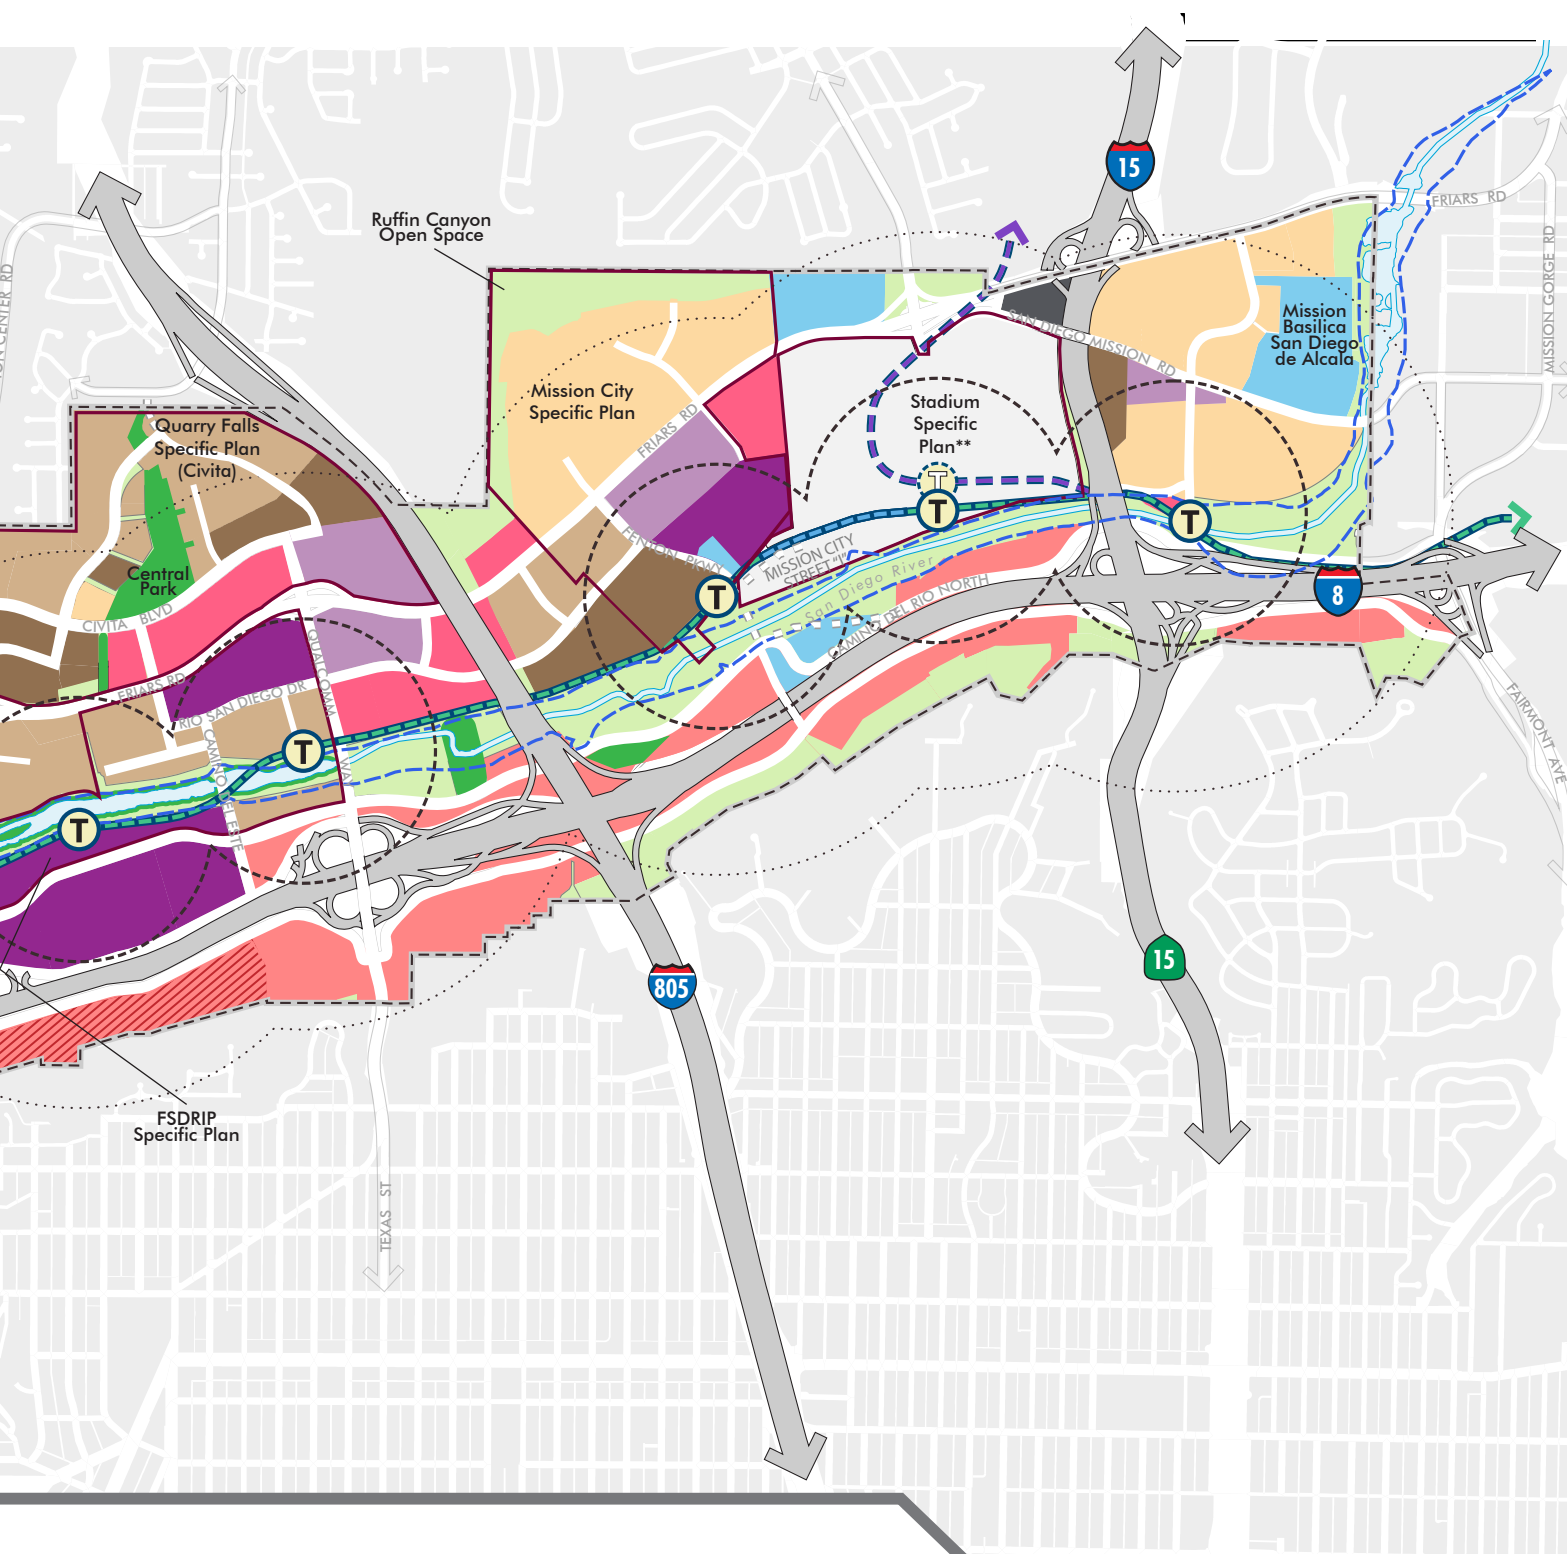 15
FRIARS RD
Ruffin Canyon
Open Space
MISSION GORGE RD
SAN DIEGO MISSION RD
Mission
Basilica
San Diego
de Alcala
Mission City
Specific Plan
Stadium
Specific
Plan**
FRIARS RD
Quarry Falls
Specific Plan
(Civita)
T
T
T
FENTON PKWY
MISSION CITY
STREET "I"
San Diego River
Central
Park
CIVITA BLVD
T
8
CAMINO DEL RIO NORTH
QUALCOMM
WAY
FRIARS RD
RIO SAN DIEGO DR
CAMINO
DEL ESTE
T
T
FAIRMONT AVE
15
805
FSDRIP
Specific Plan
TEXAS ST